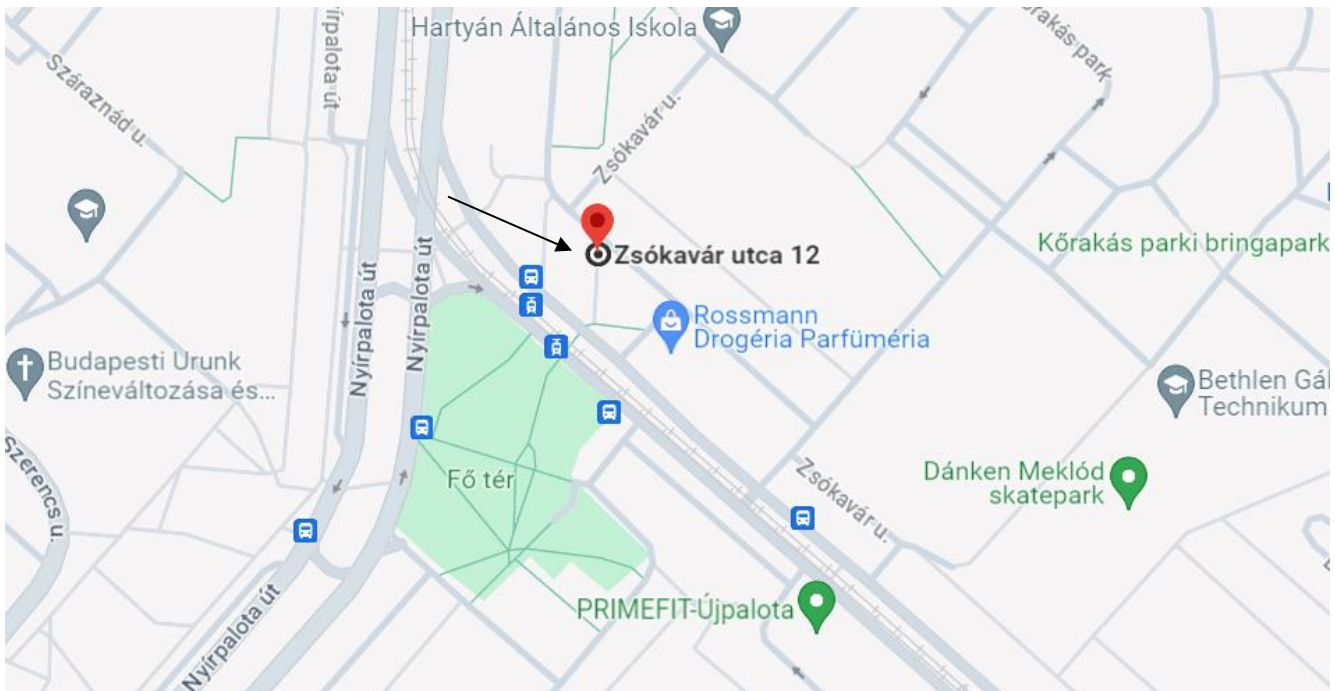 Hartyán Általános Iskola
írpalota út
Kőrakás park
Száraznád u.
Zsókavár u.
Zsókavár utca 12
Kőrakás parki bringapark
Nyírpalota út
Nyírpalota út
Rossmann
Drogéria Parfüméria
Budapesti Urunk
Színeváltozása és...
Bethlen Gál
Technikum
Szerencs u.
Fő tér
Zsókavár u.
Dánken Meklód
skatepark
PRIMEFIT-Újpalota
Nyírpalota út